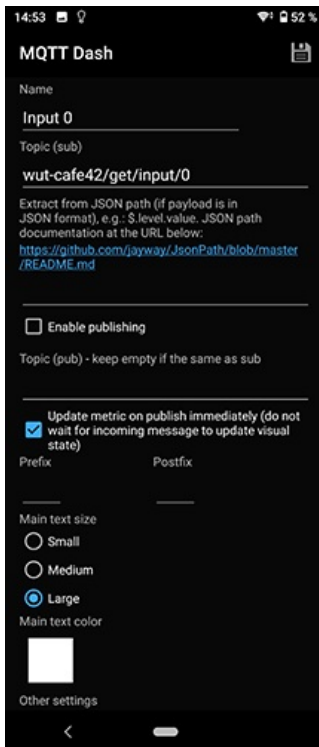 14:53 52 %
MQTT Dash
Name
Input 0
Topic (sub)
wut-cafe42/get/input/0
Extract from JSON path (if payload is in
JSON format), e.g.: $.level.value. JSON path
documentation at the URL below:
https://github.com/jayway/JsonPath/blob/master
/README.md
Enable publishing
Topic (pub) - keep empty if the same as sub
Update metric on publish immediately (do not
wait for incoming message to update visual
state)
Prefix Postfix
Main text size
Small
Medium
Large
Main text color
Other settings